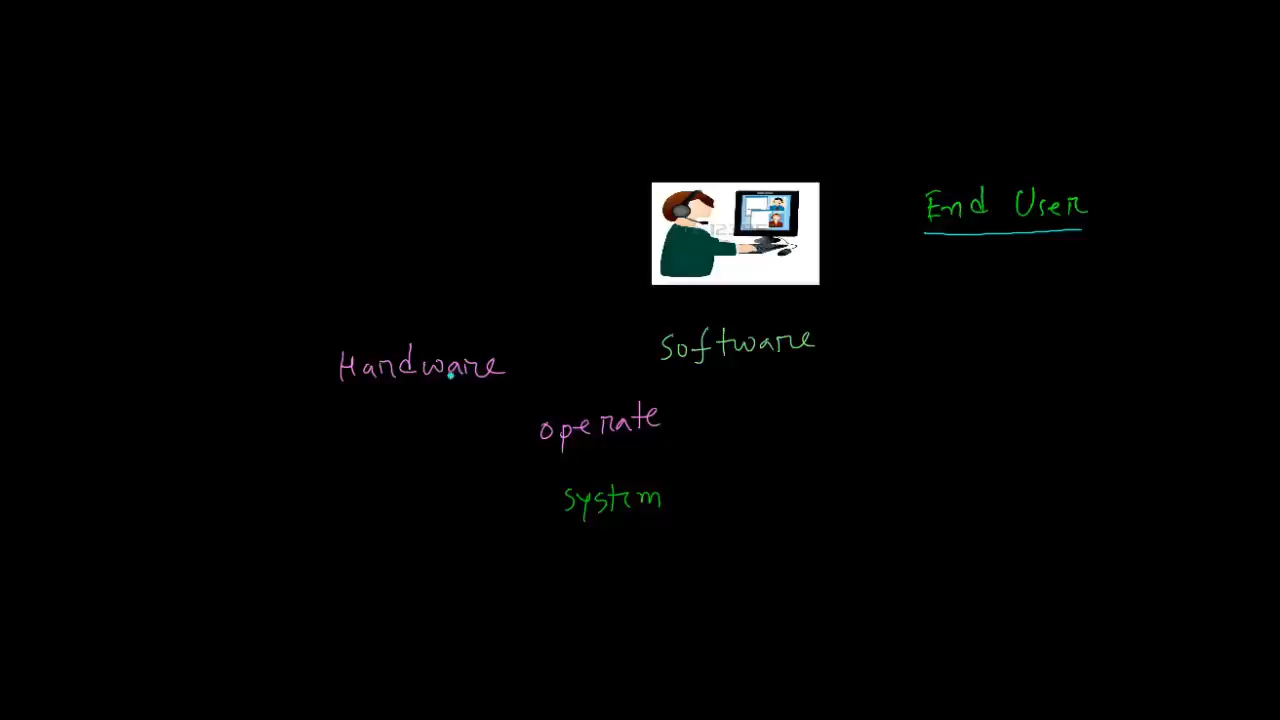 End User
Software
Hardware
operate
system